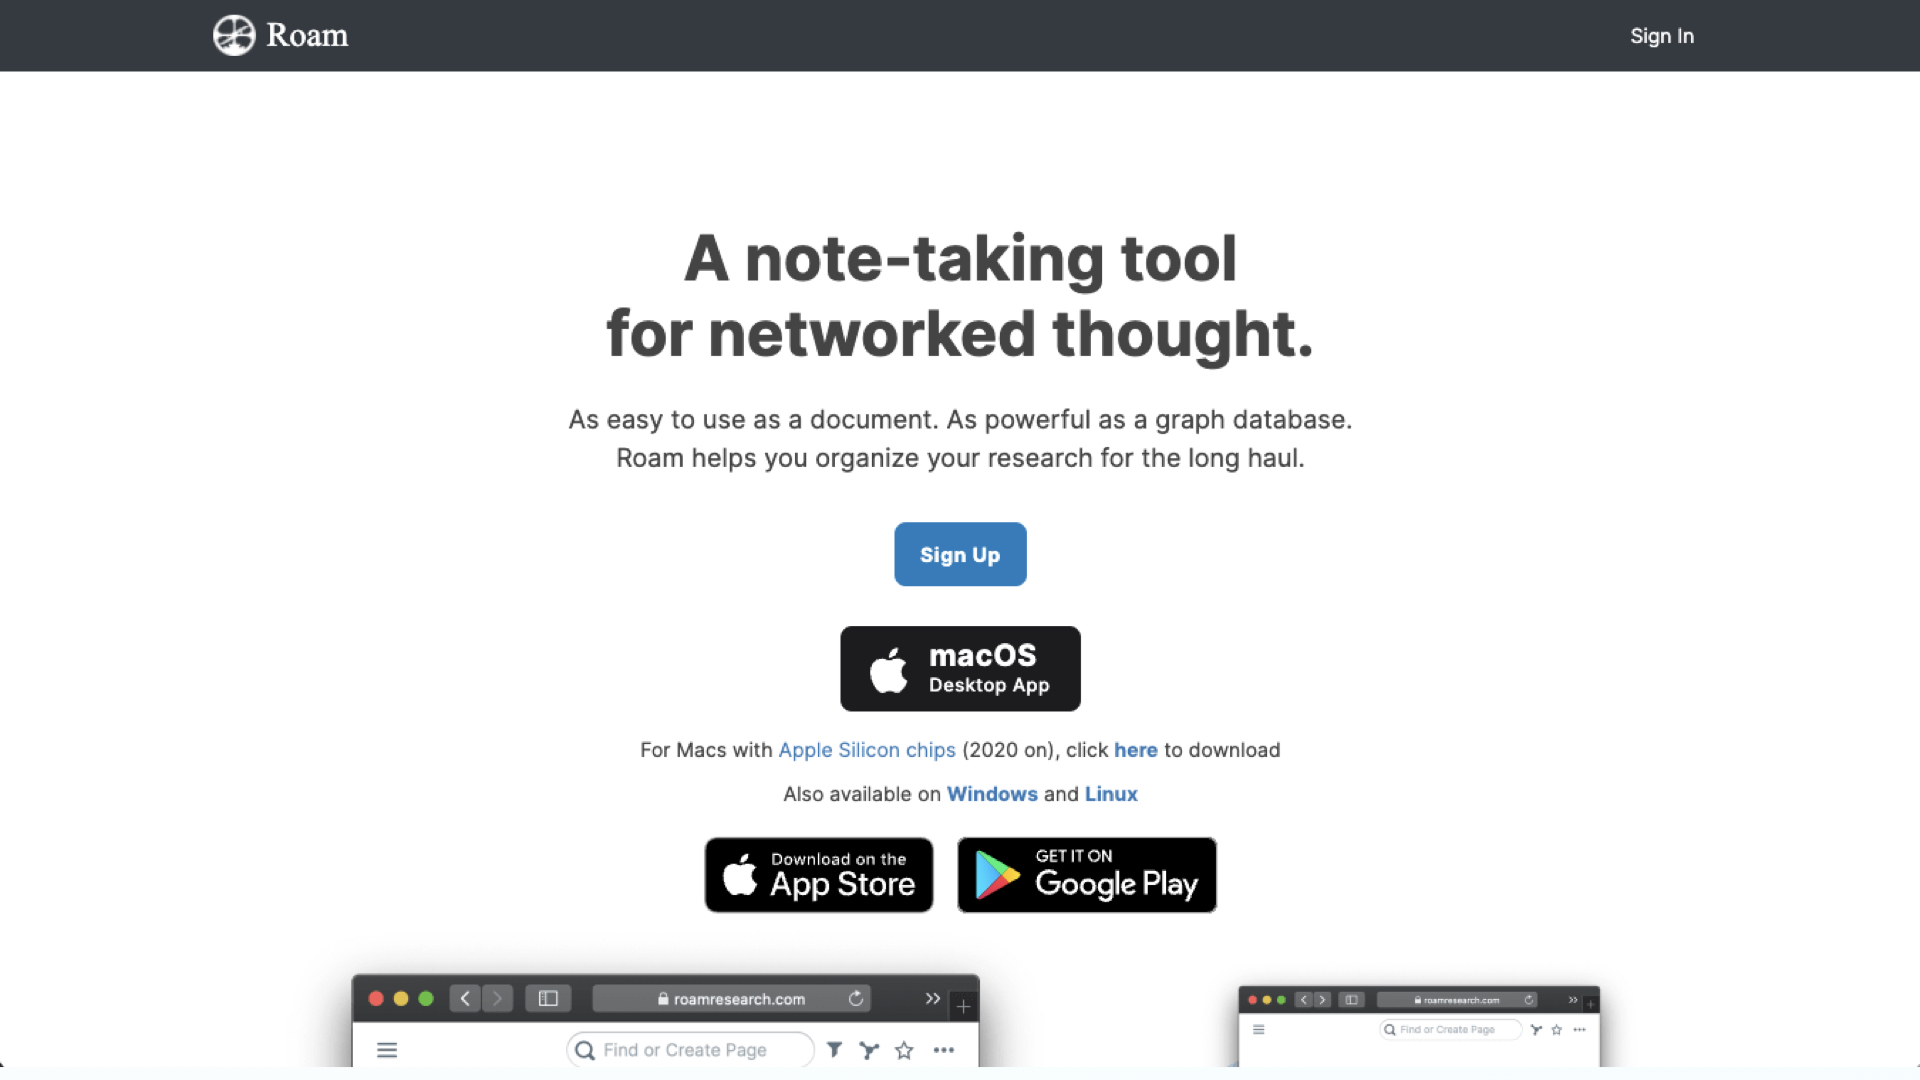 Roam
Sign In
A note-taking tool
for networked thought.
As easy to use as a document. As powerful as a graph database.
Roam helps you organize your research for the long haul.
Sign Up
macOS
Desktop App
For Macs with Apple Silicon chips (2020 on), click here to download
Also available on Windows and Linux
Download on the
App Store
GET IT ON
Google Play
roamresearch.com
Find or Create Page
roamresearch.com
Find or Create Page